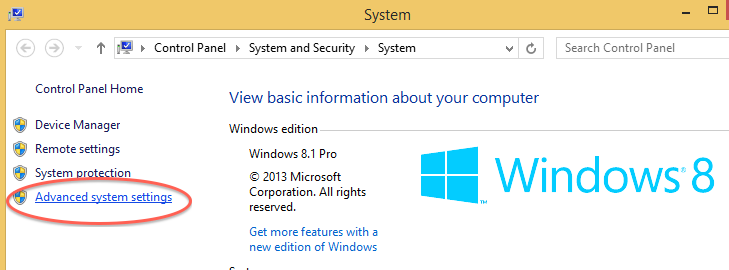 System
Control Panel
System and Security
System
Search Control Panel
Control Panel Home
Device Manager
Remote settings
System protection
Advanced system settings
View basic information about your computer
Windows edition
Windows 8.1 Pro
© 2013 Microsoft
Corporation. All rights
reserved.
Get more features with a
new edition of Windows
Windows® 8
™